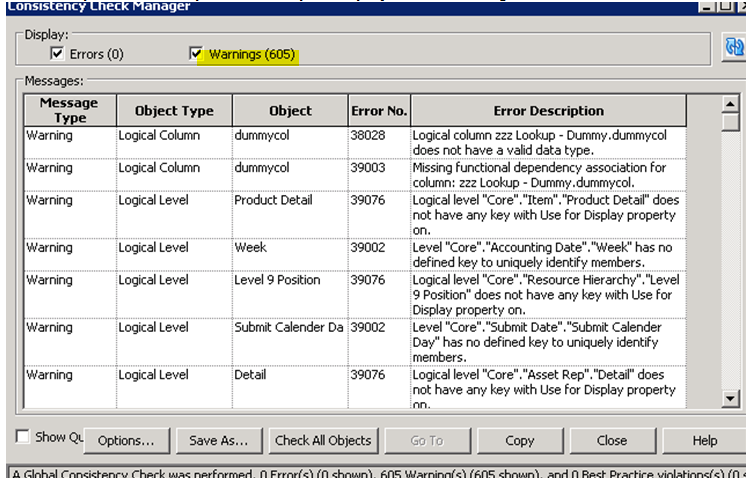 Consistency Check Manager
Display:
Errors (0) Warnings (605)
Messages:
Message Type Object Type Object Error No. Error Description
Warning Logical Column dummycol 38028 Logical column zzz Lookup - Dummy.dummycol
does not have a valid data type.
Warning Logical Column dummycol 39003 Missing functional dependency association for
column: zzz Lookup - Dummy.dummycol.
Warning Logical Level Product Detail 39076 Logical level "Core"."Item"."Product Detail" does
not have any key with Use for Display property
on.
Warning Logical Level Week 39002 Level "Core"."Accounting Date"."Week" has no
defined key to uniquely identify members.
Warning Logical Level Level 9 Position 39076 Logical level "Core"."Resource Hierarchy"."Level
9 Position" does not have any key with Use for
Display property on.
Warning Logical Level Submit Calender Da 39002 Level "Core"."Submit Date"."Submit Calender
Day" has no defined key to uniquely identify
members.
Warning Logical Level Detail 39076 Logical level "Core"."Asset Rep"."Detail" does
not have any key with Use for Display property
on.
Show Qu Options... Save As... Check All Objects Go To Copy Close Help
A Global Consistency Check was performed. 0 Error(s) (0 shown), 605 Warning(s) (605 shown), and 0 Best Practice violations(s) (0 s